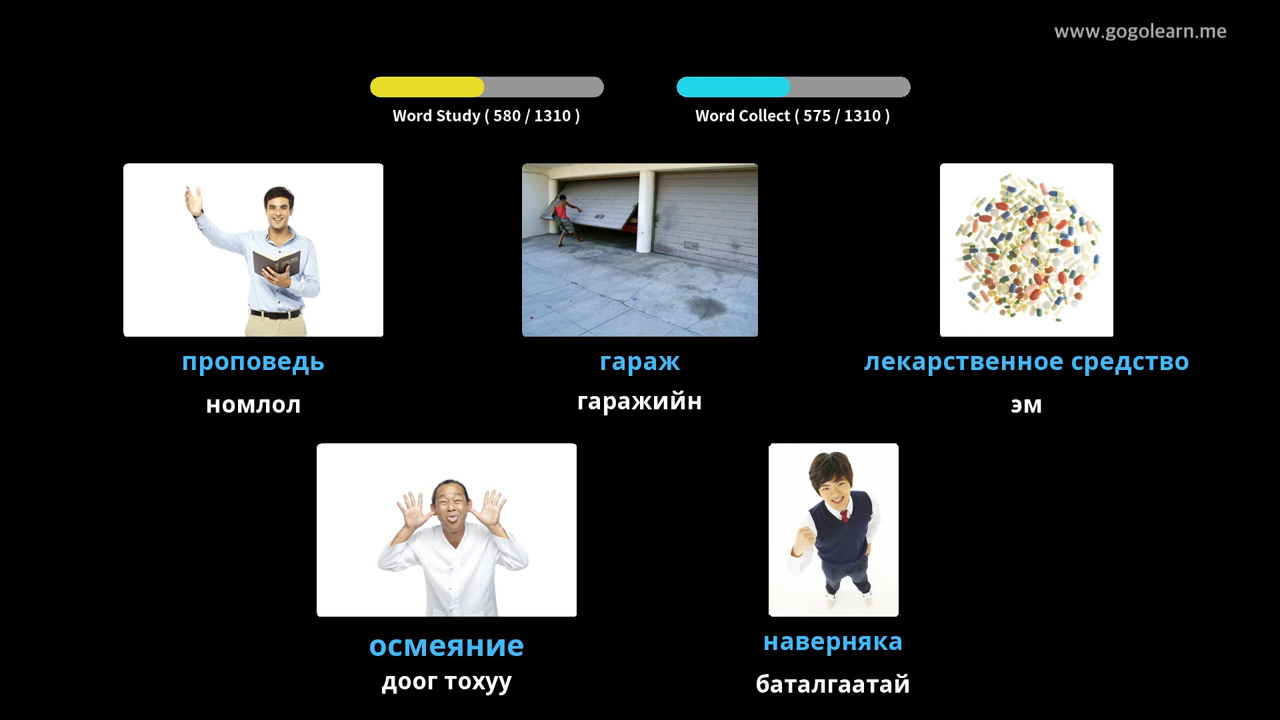 www.gogolearn.me
Word Study ( 580 / 1310 )
Word Collect ( 575 / 1310 )
проповедь
номлол
гараж
гаражийн
лекарственное средство
эм
осмеяние
доог тохуу
наверняка
баталгаатай